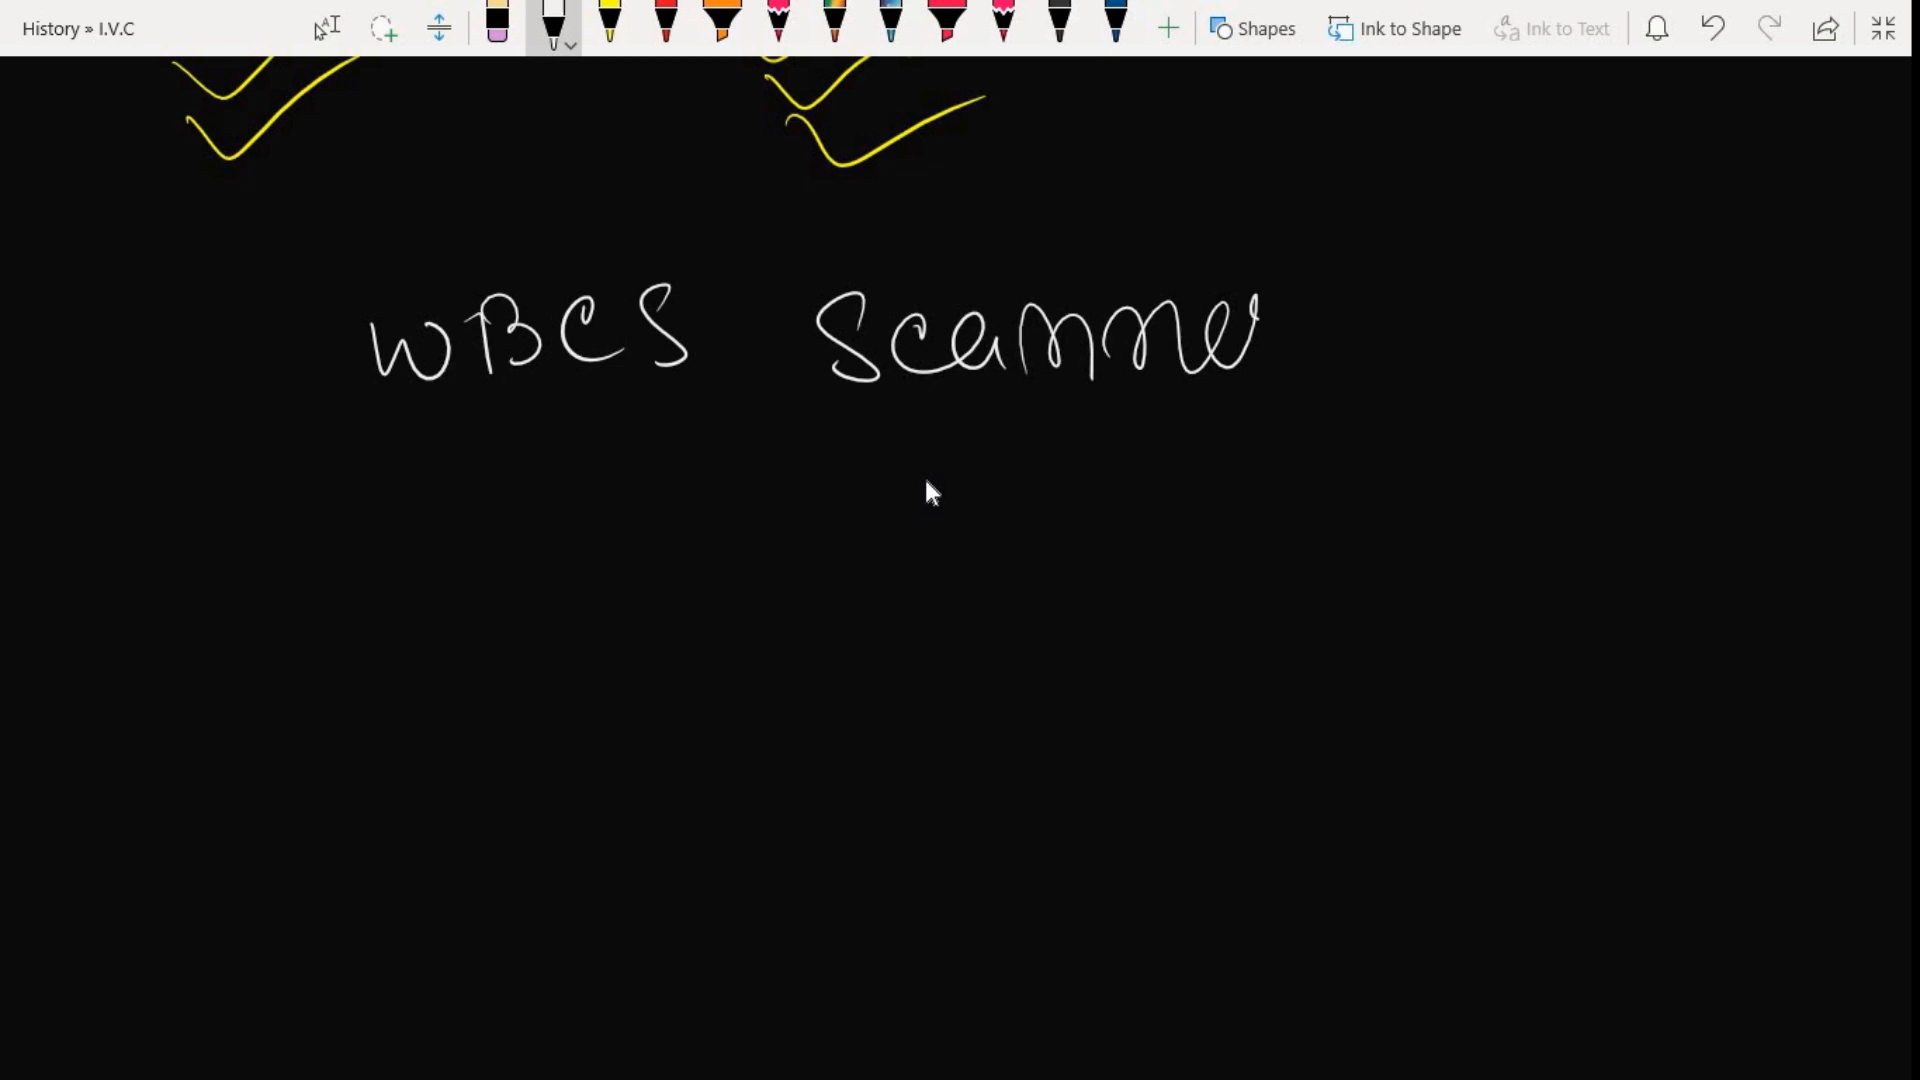 History » I.V.C
Shapes
Ink to Shape
Ink to Text
WBCS Scanner